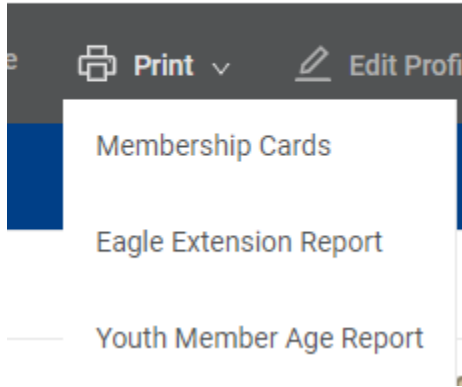 Print Edit Profi
Membership Cards
Eagle Extension Report
Youth Member Age Report